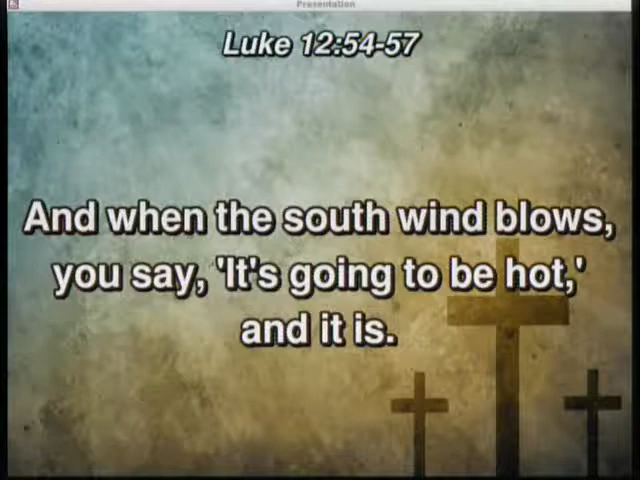 Presentation
Luke 12:54-57
And when the south wind blows,
you say, 'It's going to be hot,'
and it is.